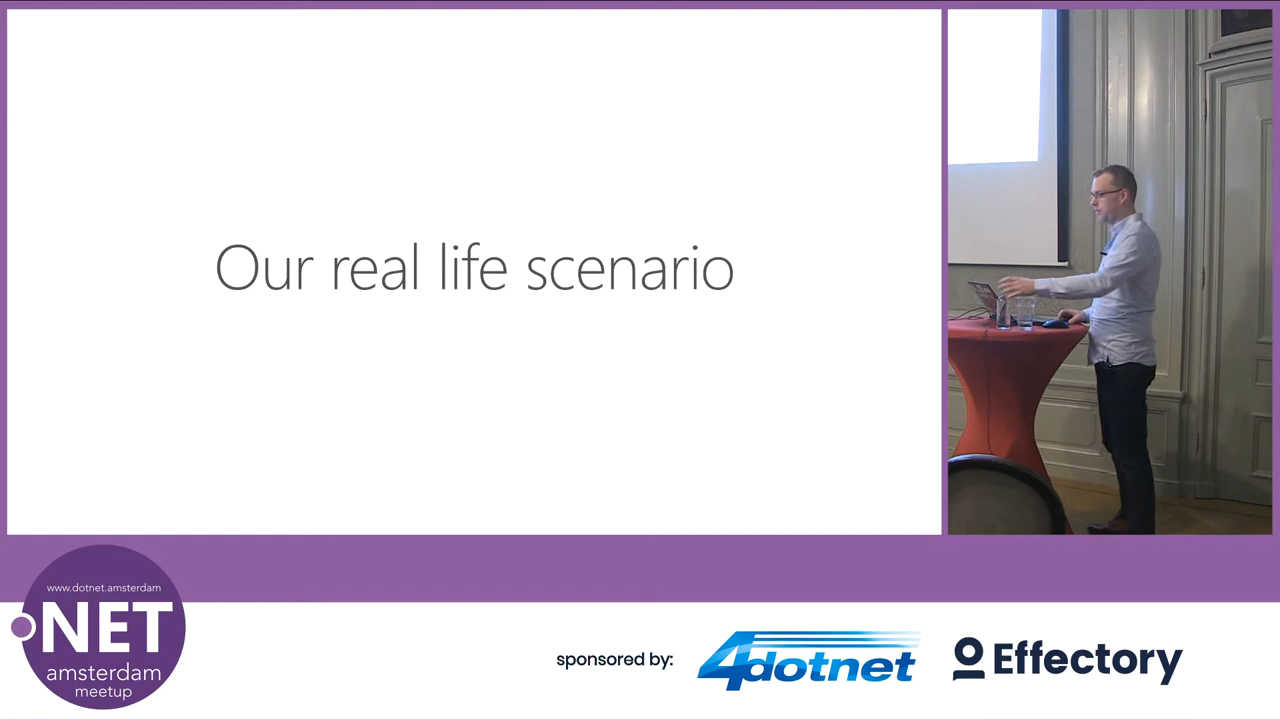 Our real life scenario
www.dotnet.amsterdam
.NET
amsterdam
meetup
sponsored by:
4dotnet
Effectory